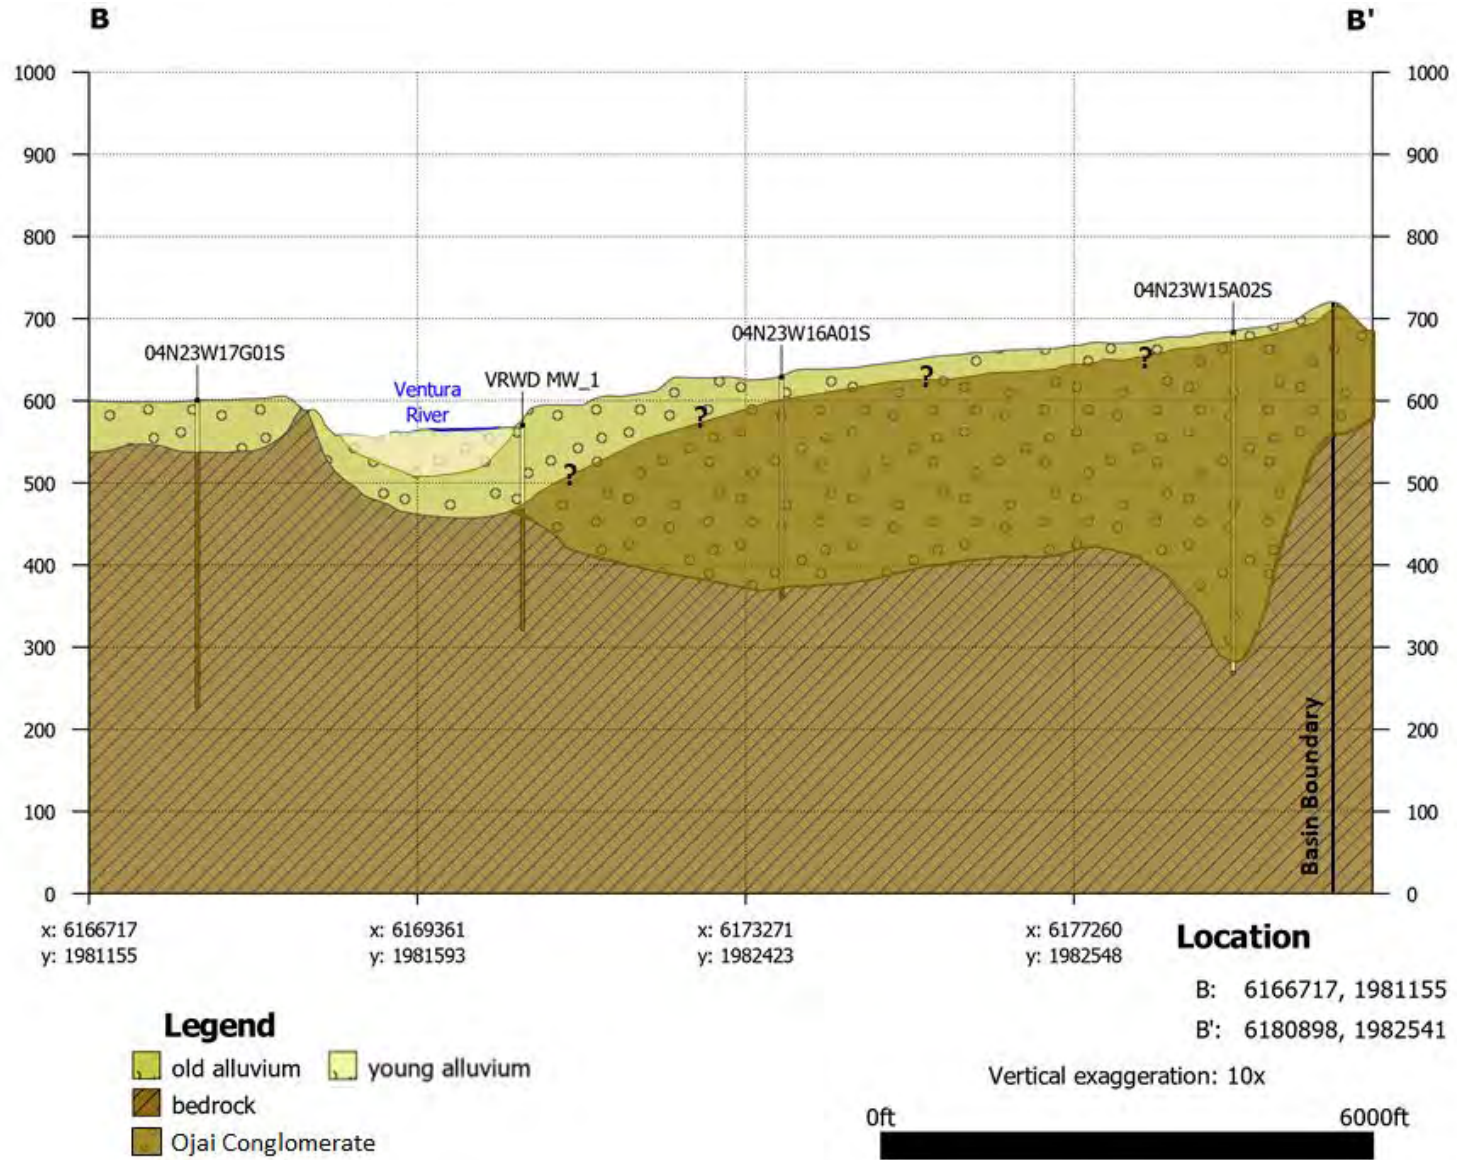 B
B'
1000
1000
900
900
800
800
04N23W15A02S
700
700
04N23W16A01S
04N23W17G01S
VRWD MW_1
Ventura
River
600
600
?
?
?
?
500
500
400
400
300
300
200
200
Basin Boundary
100
100
0
0
x: 6166717
y: 1981155
x: 6169361
y: 1981593
x: 6173271
y: 1982423
x: 6177260
y: 1982548
Location
B: 6166717, 1981155
B': 6180898, 1982541
Legend
old alluvium
young alluvium
bedrock
Ojai Conglomerate
Vertical exaggeration: 10x
0ft
6000ft